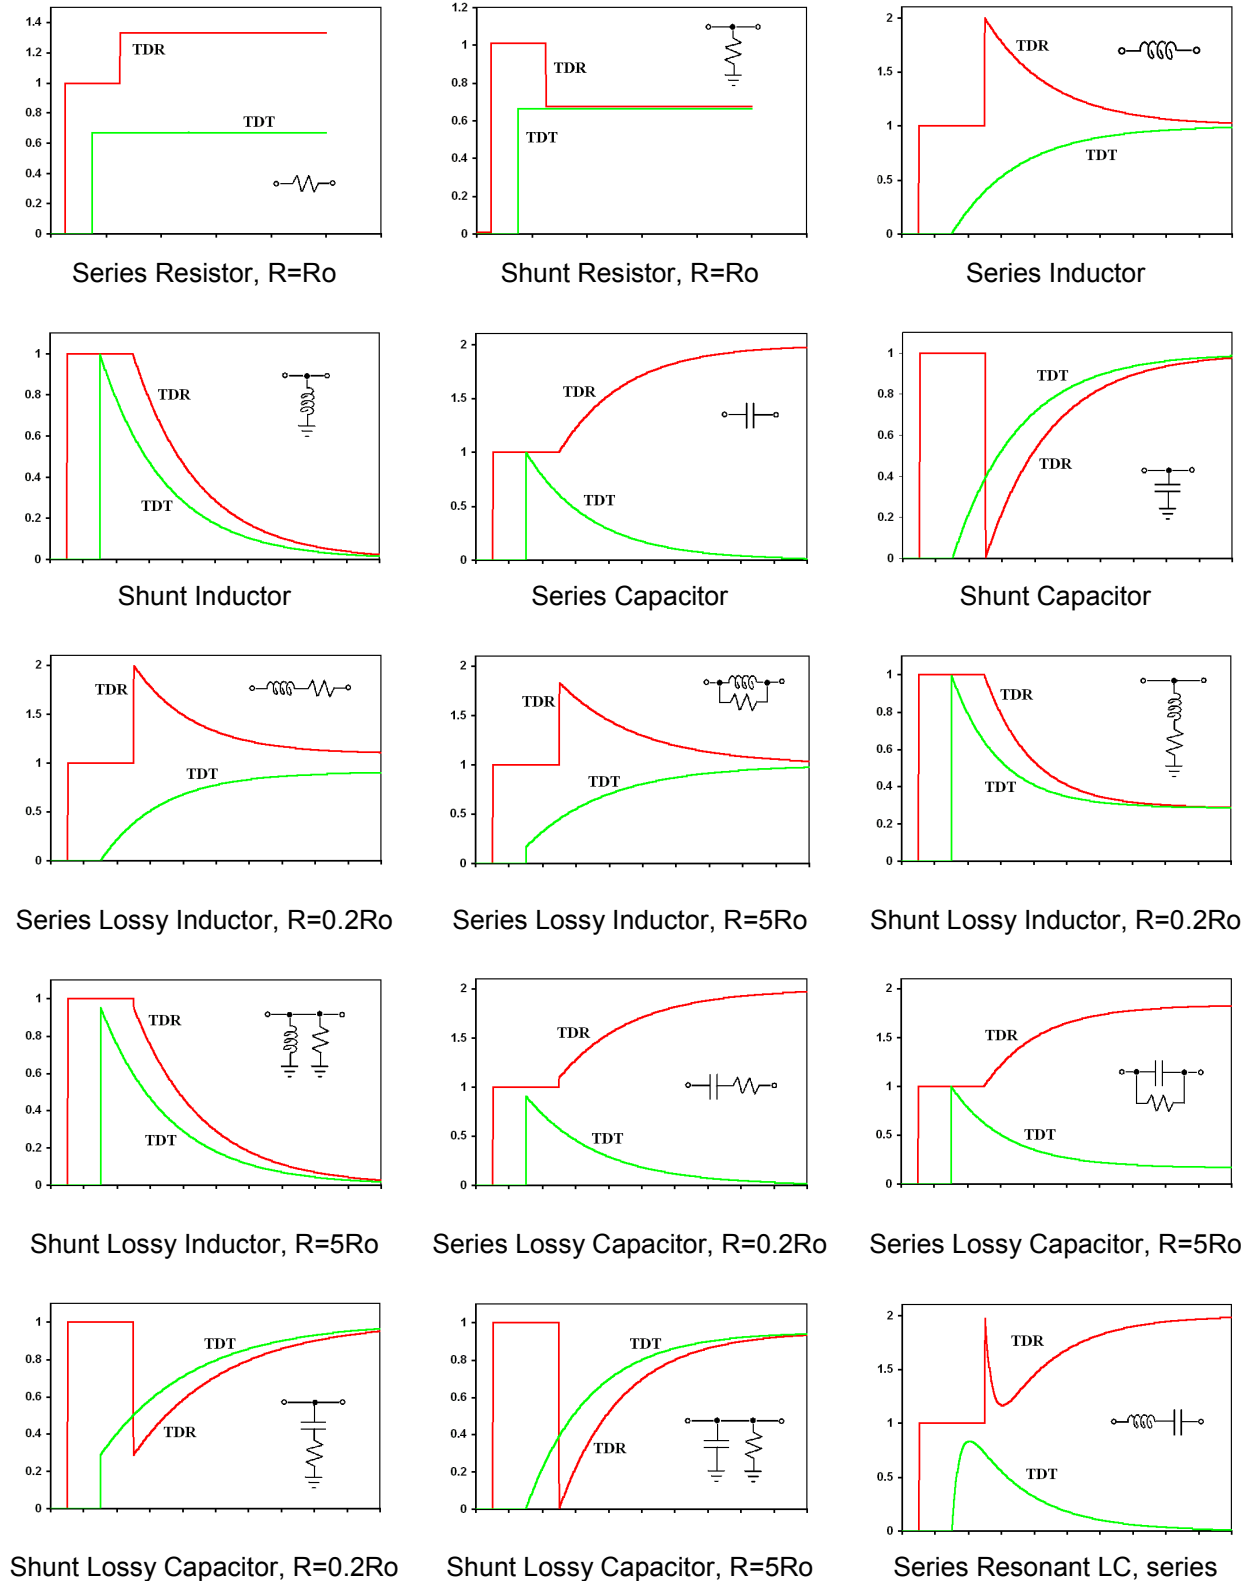 1.4
1.2
1
0.8
0.6
0.4
0.2
0
TDR
TDT
Series Resistor, R=Ro
1.2
1
0.8
0.6
0.4
0.2
0
TDR
TDT
Shunt Resistor, R=Ro
2
1.5
1
0.5
0
TDR
TDT
Series Inductor
1
0.8
0.6
0.4
0.2
0
TDR
TDT
Shunt Inductor
2
1.5
1
0.5
0
TDR
TDT
Series Capacitor
1
0.8
0.6
0.4
0.2
0
TDT
TDR
Shunt Capacitor
2
1.5
1
0.5
0
TDR
TDT
Series Lossy Inductor, R=0.2Ro
2
1.5
1
0.5
0
TDR
TDT
Series Lossy Inductor, R=5Ro
1
0.8
0.6
0.4
0.2
0
TDR
TDT
Shunt Lossy Inductor, R=0.2Ro
1
0.8
0.6
0.4
0.2
0
TDR
TDT
Shunt Lossy Inductor, R=5Ro
2
1.5
1
0.5
0
TDR
TDT
Series Lossy Capacitor, R=0.2Ro
2
1.5
1
0.5
0
TDR
TDT
Series Lossy Capacitor, R=5Ro
1
0.8
0.6
0.4
0.2
0
TDT
TDR
Shunt Lossy Capacitor, R=0.2Ro
1
0.8
0.6
0.4
0.2
0
TDT
TDR
Shunt Lossy Capacitor, R=5Ro
2
1.5
1
0.5
0
TDR
TDT
Series Resonant LC, series